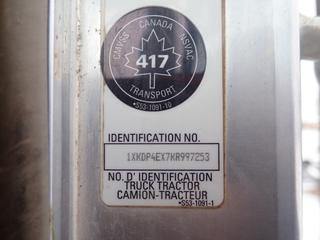 CANADA
CMVSS NSVAC
417
TRANSPORT
•S53-1091-10
IDENTIFICATION NO.
1XKDP4EX7KR997253
NO. D' IDENTIFICATION
TRUCK TRACTOR
CAMION-TRACTEUR
•S53-1091-1